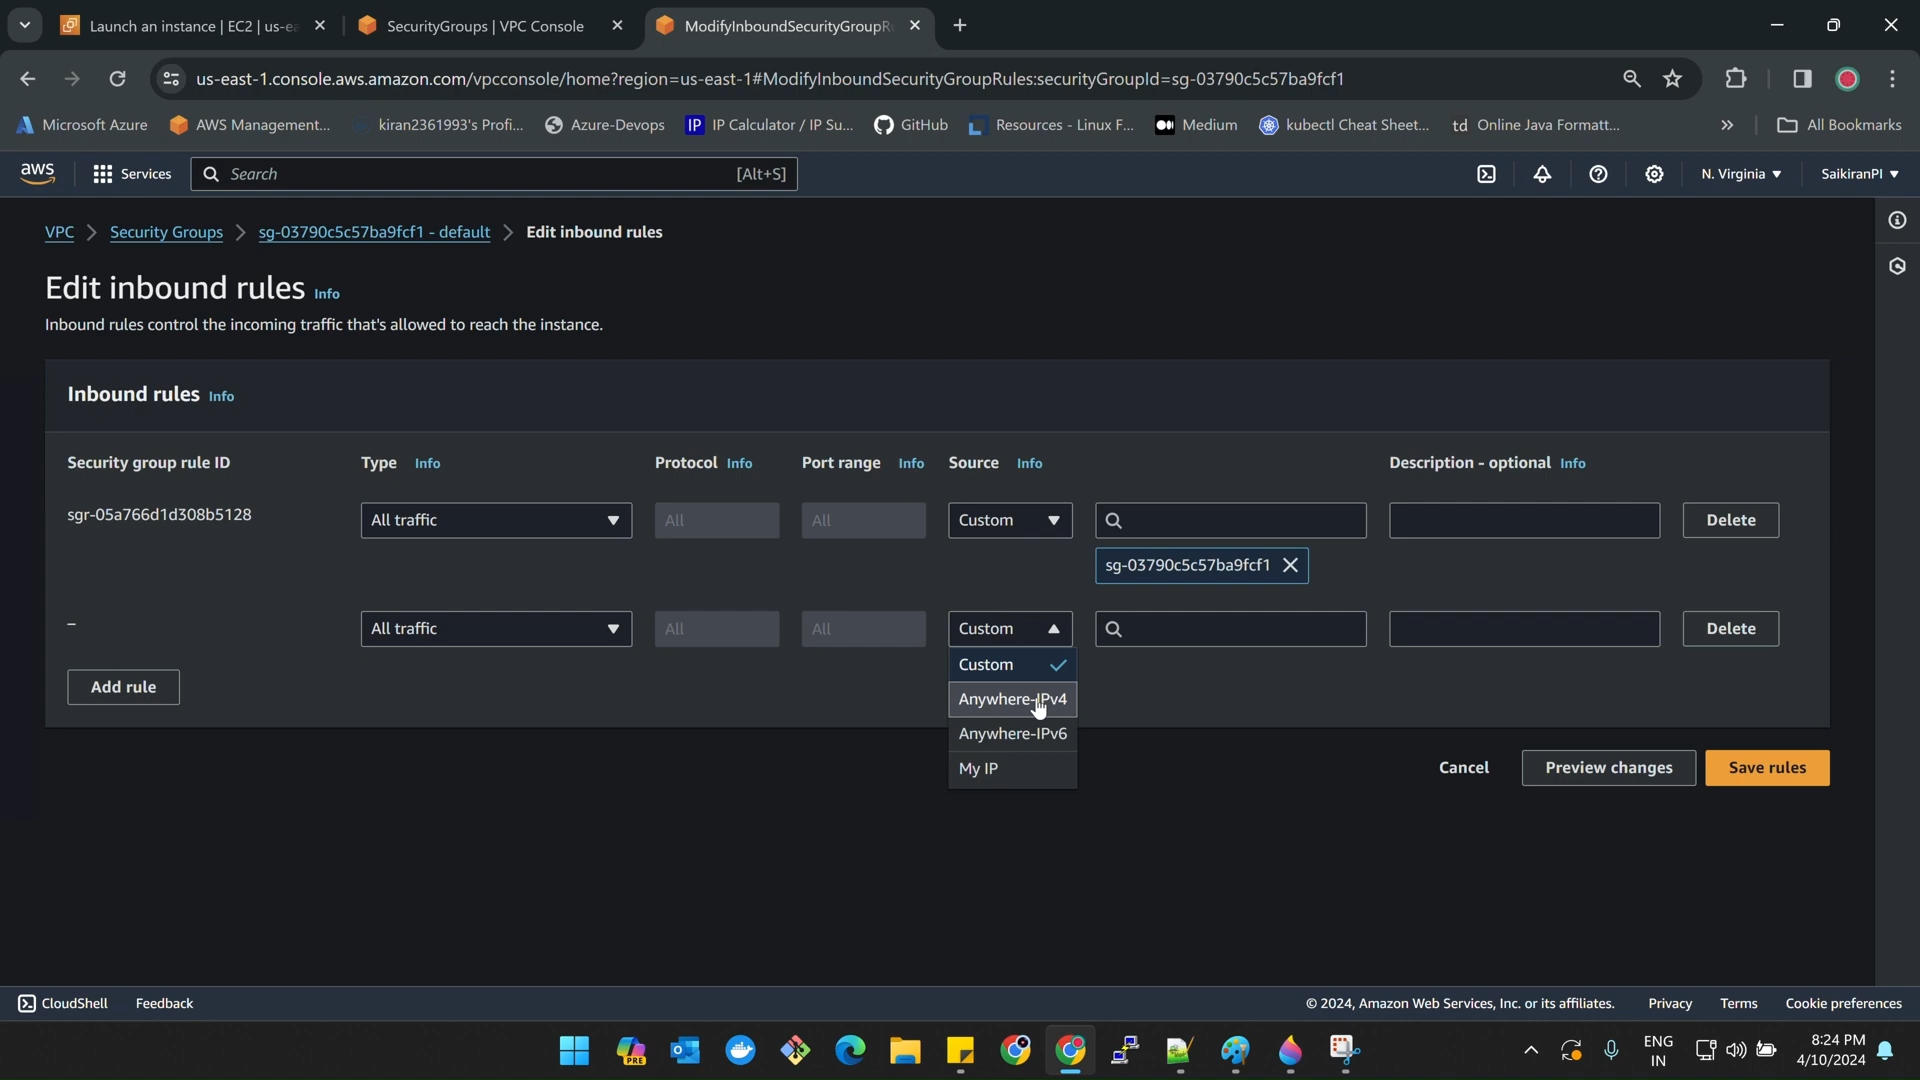 Launch an instance | EC2 | us-ea
SecurityGroups | VPC Console
ModifyInboundSecurityGroupR
us-east-1.console.aws.amazon.com/vpcconsole/home?region=us-east-1#ModifyInboundSecurityGroupRules:securityGroupId=sg-03790c5c57ba9fcf1
Microsoft Azure
AWS Management...
kiran2361993's Profi...
Azure-Devops
IP
IP Calculator / IP Su...
GitHub
Resources - Linux F...
Medium
kubectl Cheat Sheet...
td
Online Java Formatt...
All Bookmarks
aws
Services
Search
[Alt+S]
N. Virginia
SaikiranPI
VPC
Security Groups
sg-03790c5c57ba9fcf1 - default
Edit inbound rules
Edit inbound rules Info
Inbound rules control the incoming traffic that's allowed to reach the instance.
Inbound rules Info
Security group rule ID
Type Info
Protocol Info
Port range Info
Source Info
Description - optional Info
sgr-05a766d1d308b5128
All traffic
All
All
Custom
Delete
sg-03790c5c57ba9fcf1
–
All traffic
All
All
Custom
Delete
Custom
Anywhere-IPv4
Anywhere-IPv6
My IP
Add rule
Cancel
Preview changes
Save rules
CloudShell
Feedback
© 2024, Amazon Web Services, Inc. or its affiliates.
Privacy
Terms
Cookie preferences
PRE
ENG
IN
8:24 PM
4/10/2024